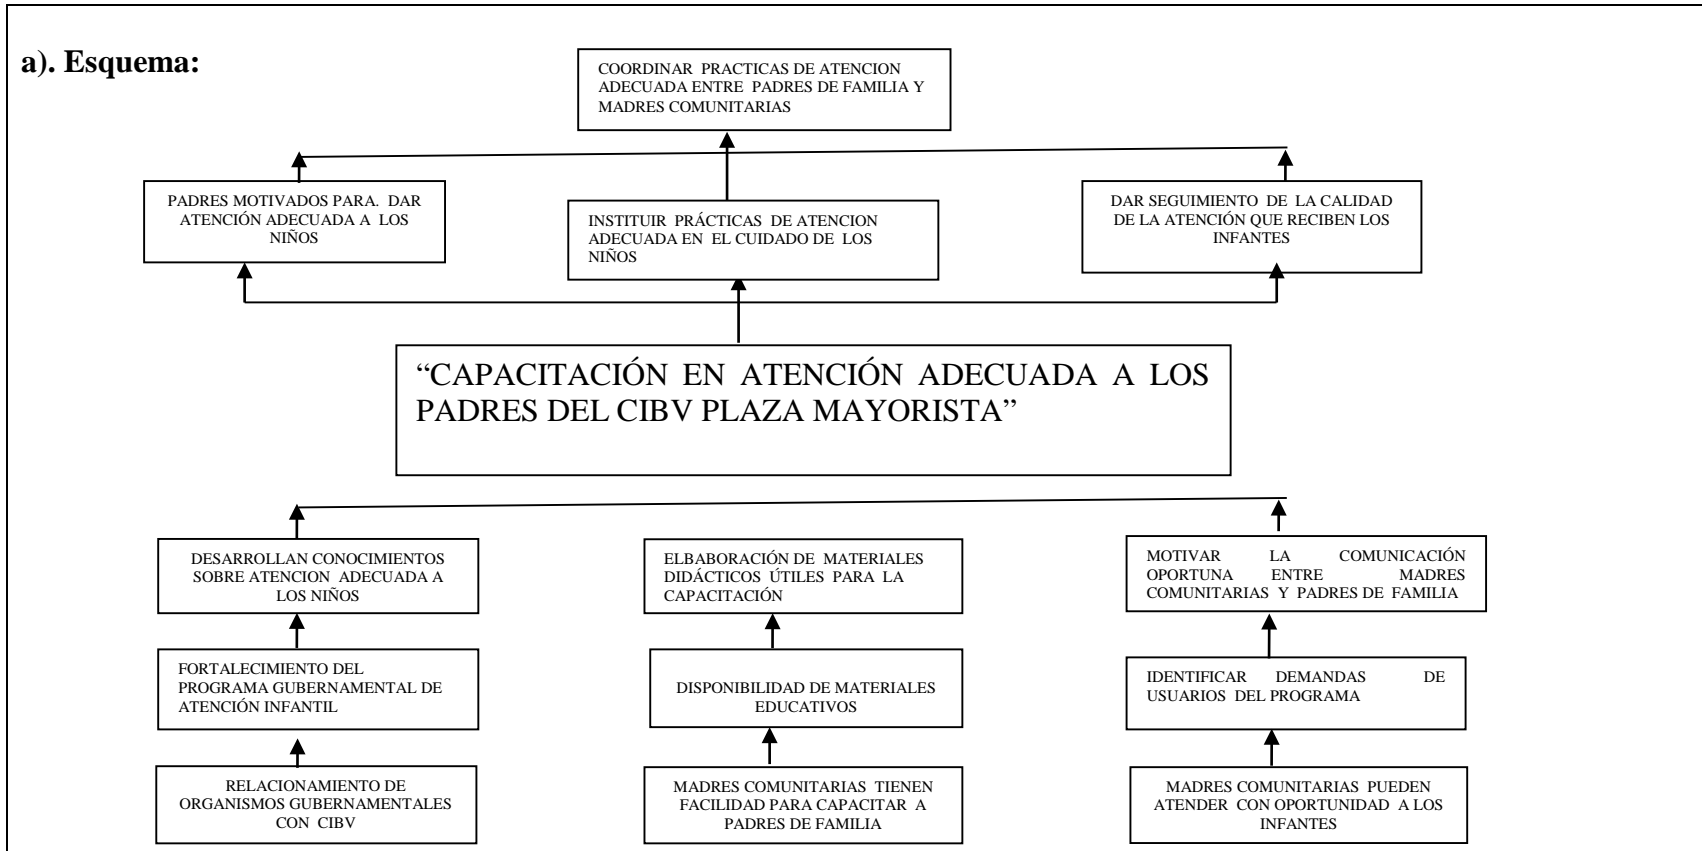 a). Esquema:
COORDINAR PRACTICAS DE ATENCION
ADECUADA ENTRE PADRES DE FAMILIA Y
MADRES COMUNITARIAS
PADRES MOTIVADOS PARA. DAR
ATENCIÓN ADECUADA A LOS
NIÑOS
INSTITUIR PRÁCTICAS DE ATENCION
ADECUADA EN EL CUIDADO DE LOS
NIÑOS
DAR SEGUIMIENTO DE LA CALIDAD
DE LA ATENCIÓN QUE RECIBEN LOS
INFANTES
“CAPACITACIÓN EN ATENCIÓN ADECUADA A LOS
PADRES DEL CIBV PLAZA MAYORISTA”
DESARROLLAN CONOCIMIENTOS
SOBRE ATENCION ADECUADA A
LOS NIÑOS
ELBABORACIÓN DE MATERIALES
DIDÁCTICOS ÚTILES PARA LA
CAPACITACIÓN
MOTIVAR LA COMUNICACIÓN
OPORTUNA ENTRE MADRES
COMUNITARIAS Y PADRES DE FAMILIA
FORTALECIMIENTO DEL
PROGRAMA GUBERNAMENTAL DE
ATENCIÓN INFANTIL
DISPONIBILIDAD DE MATERIALES
EDUCATIVOS
IDENTIFICAR DEMANDAS DE
USUARIOS DEL PROGRAMA
RELACIONAMIENTO DE
ORGANISMOS GUBERNAMENTALES
CON CIBV
MADRES COMUNITARIAS TIENEN
FACILIDAD PARA CAPACITAR A
PADRES DE FAMILIA
MADRES COMUNITARIAS PUEDEN
ATENDER CON OPORTUNIDAD A LOS
INFANTES